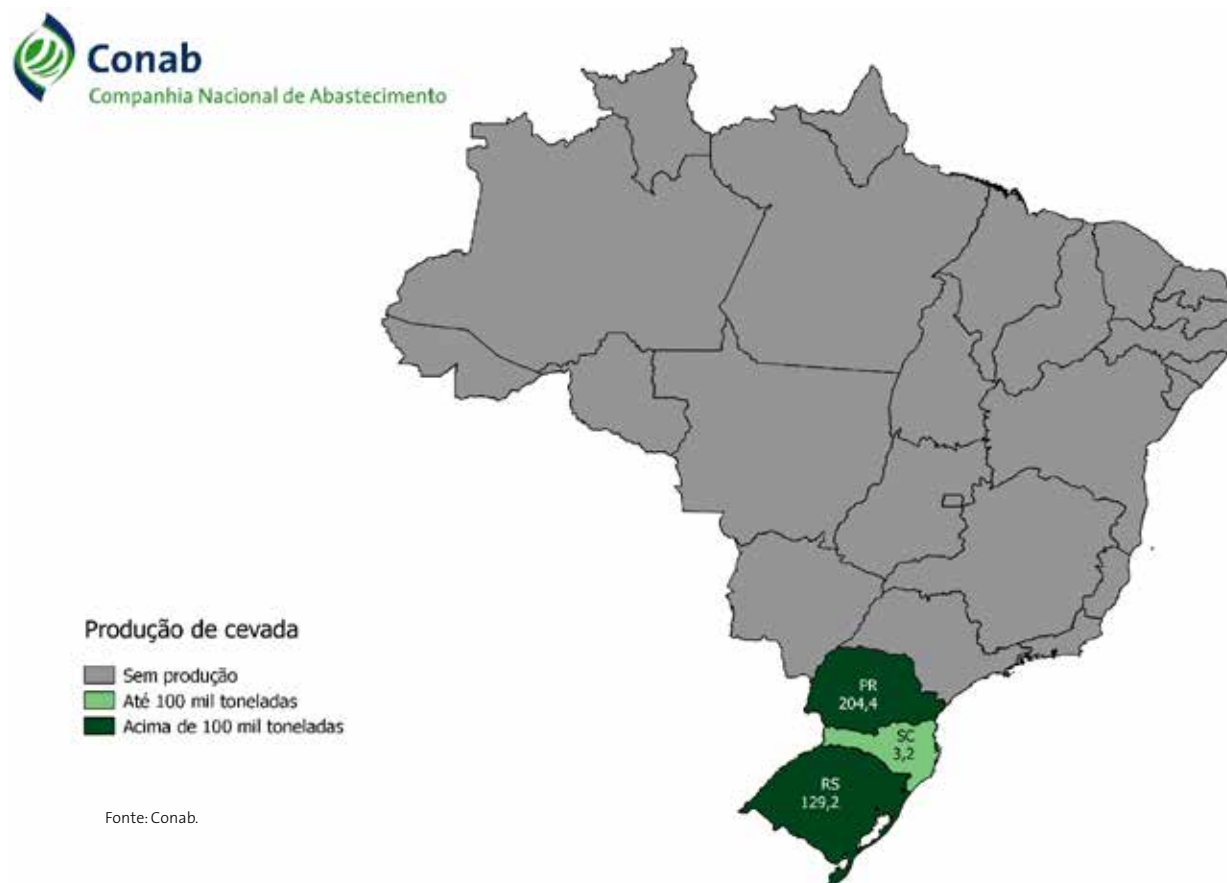 Conab
Companhia Nacional de Abastecimento
Produção de cevada
Sem produção
Até 100 mil toneladas
Acima de 100 mil toneladas
PR
204,4
SC
3,2
RS
129,2
Fonte: Conab.